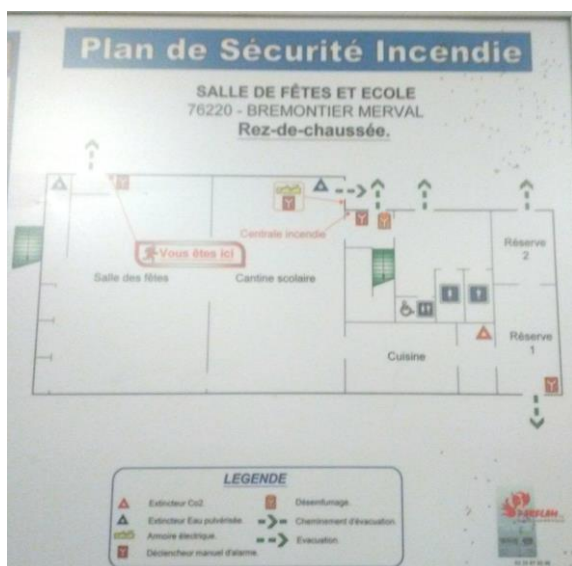 Plan de Sécurité Incendie
SALLE DE FÊTES ET ECOLE
76220 - BREMONTIER MERVAL
Rez-de-chaussée.
Centrale incendie
Vous êtes ici
Salle des fêtes
Cantine scolaire
Réserve
2
Réserve
1
Cuisine
LEGENDE
Extincteur Co2
Extincteur Eau pulvérisée.
Armoire électrique.
Déclencheur manuel d'alarme.
Désenfumage.
Cheminement d'évacuation.
Evacuation.